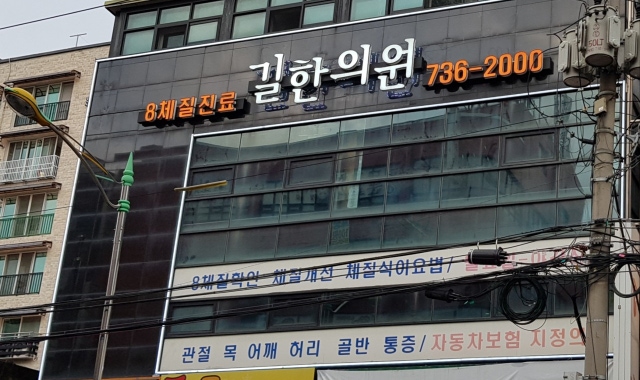 8체질진료 길한의원 736-2000
8체질확인 체질개선 체질식이요법/
관절 목 어깨 허리 골반 통증/자동차보험 지정의